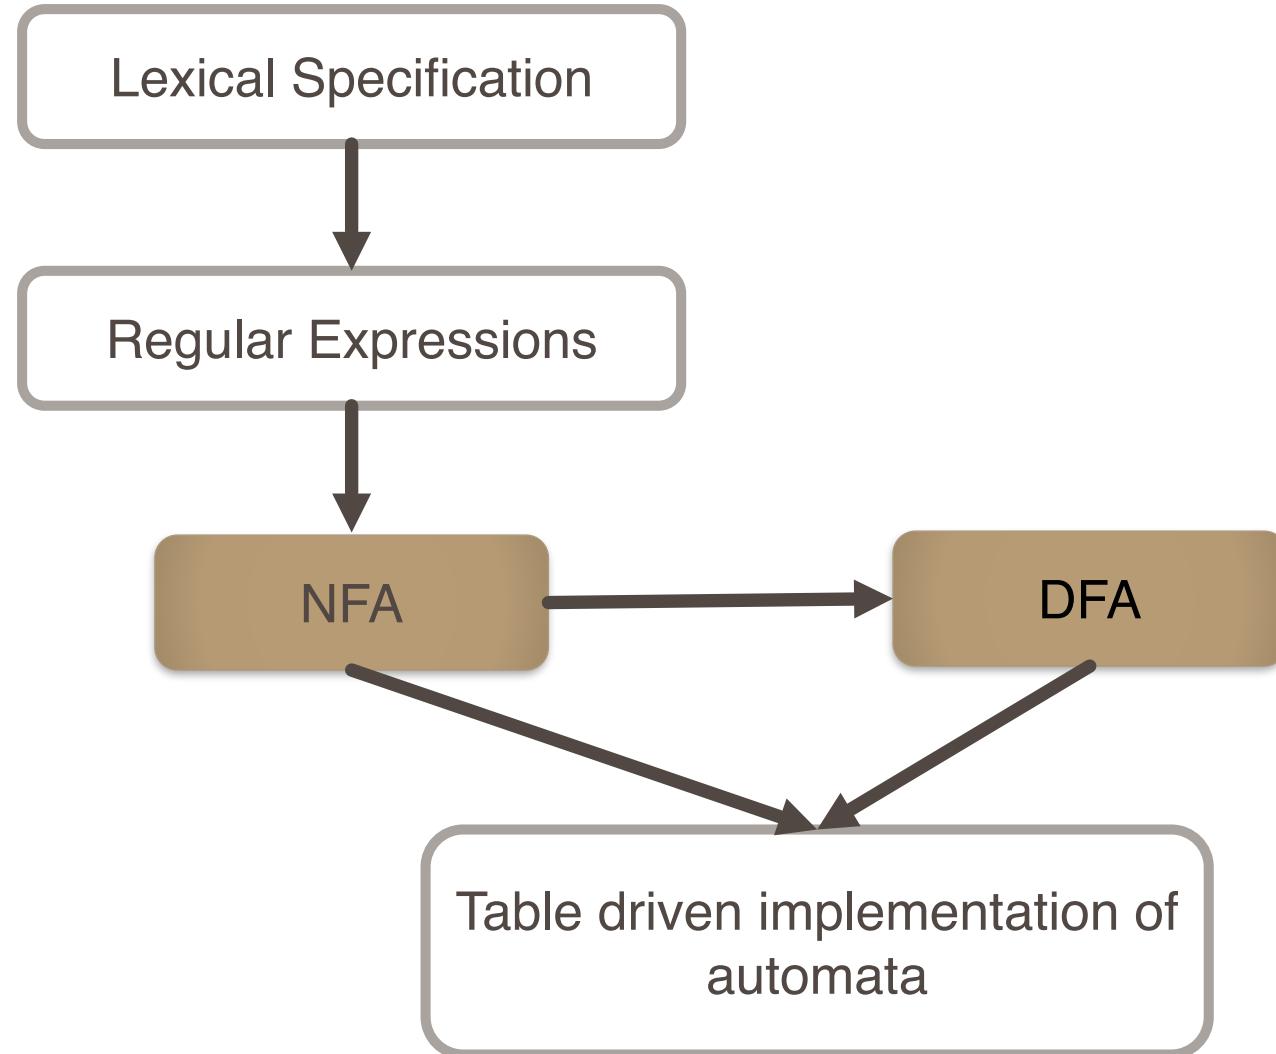 Lexical Specification
Regular Expressions
NFA
DFA
Table driven implementation of
automata